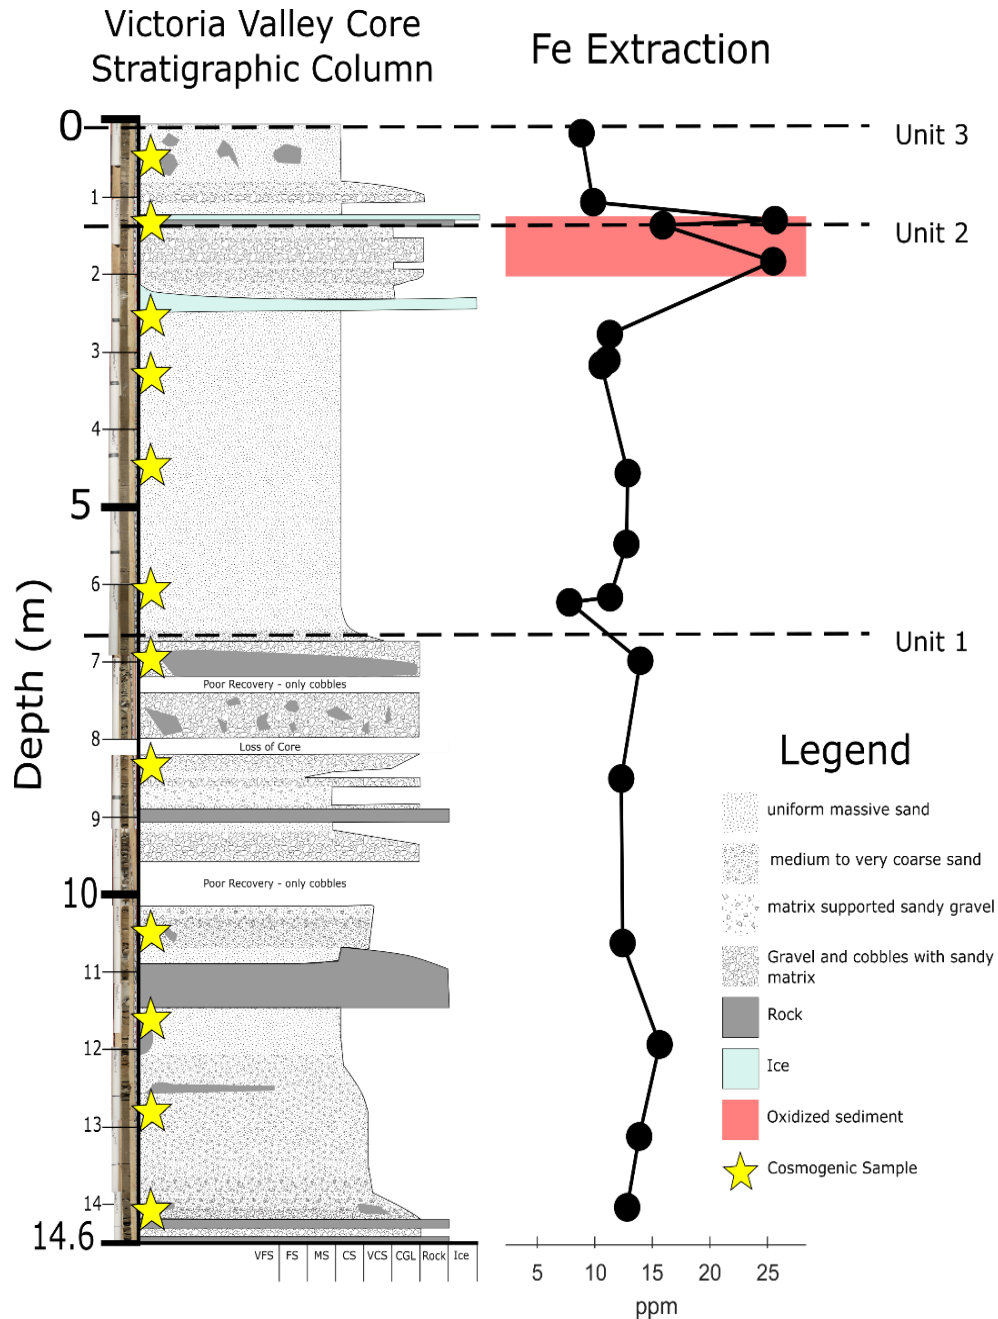 Victoria Valley Core
Stratigraphic Column
Fe Extraction
0
Unit 3
1
Unit 2
2
3
4
5
6
Unit 1
7
Poor Recovery - only cobbles
8
Loss of Core
9
Poor Recovery - only cobbles
10
11
12
13
14
14.6
Depth (m)
VFS FS MS CS VCS CGL Rock Ice
Legend
uniform massive sand
medium to very coarse sand
matrix supported sandy gravel
Gravel and cobbles with sandy
matrix
Rock
Ice
Oxidized sediment
Cosmogenic Sample
5 10 15 20 25
ppm